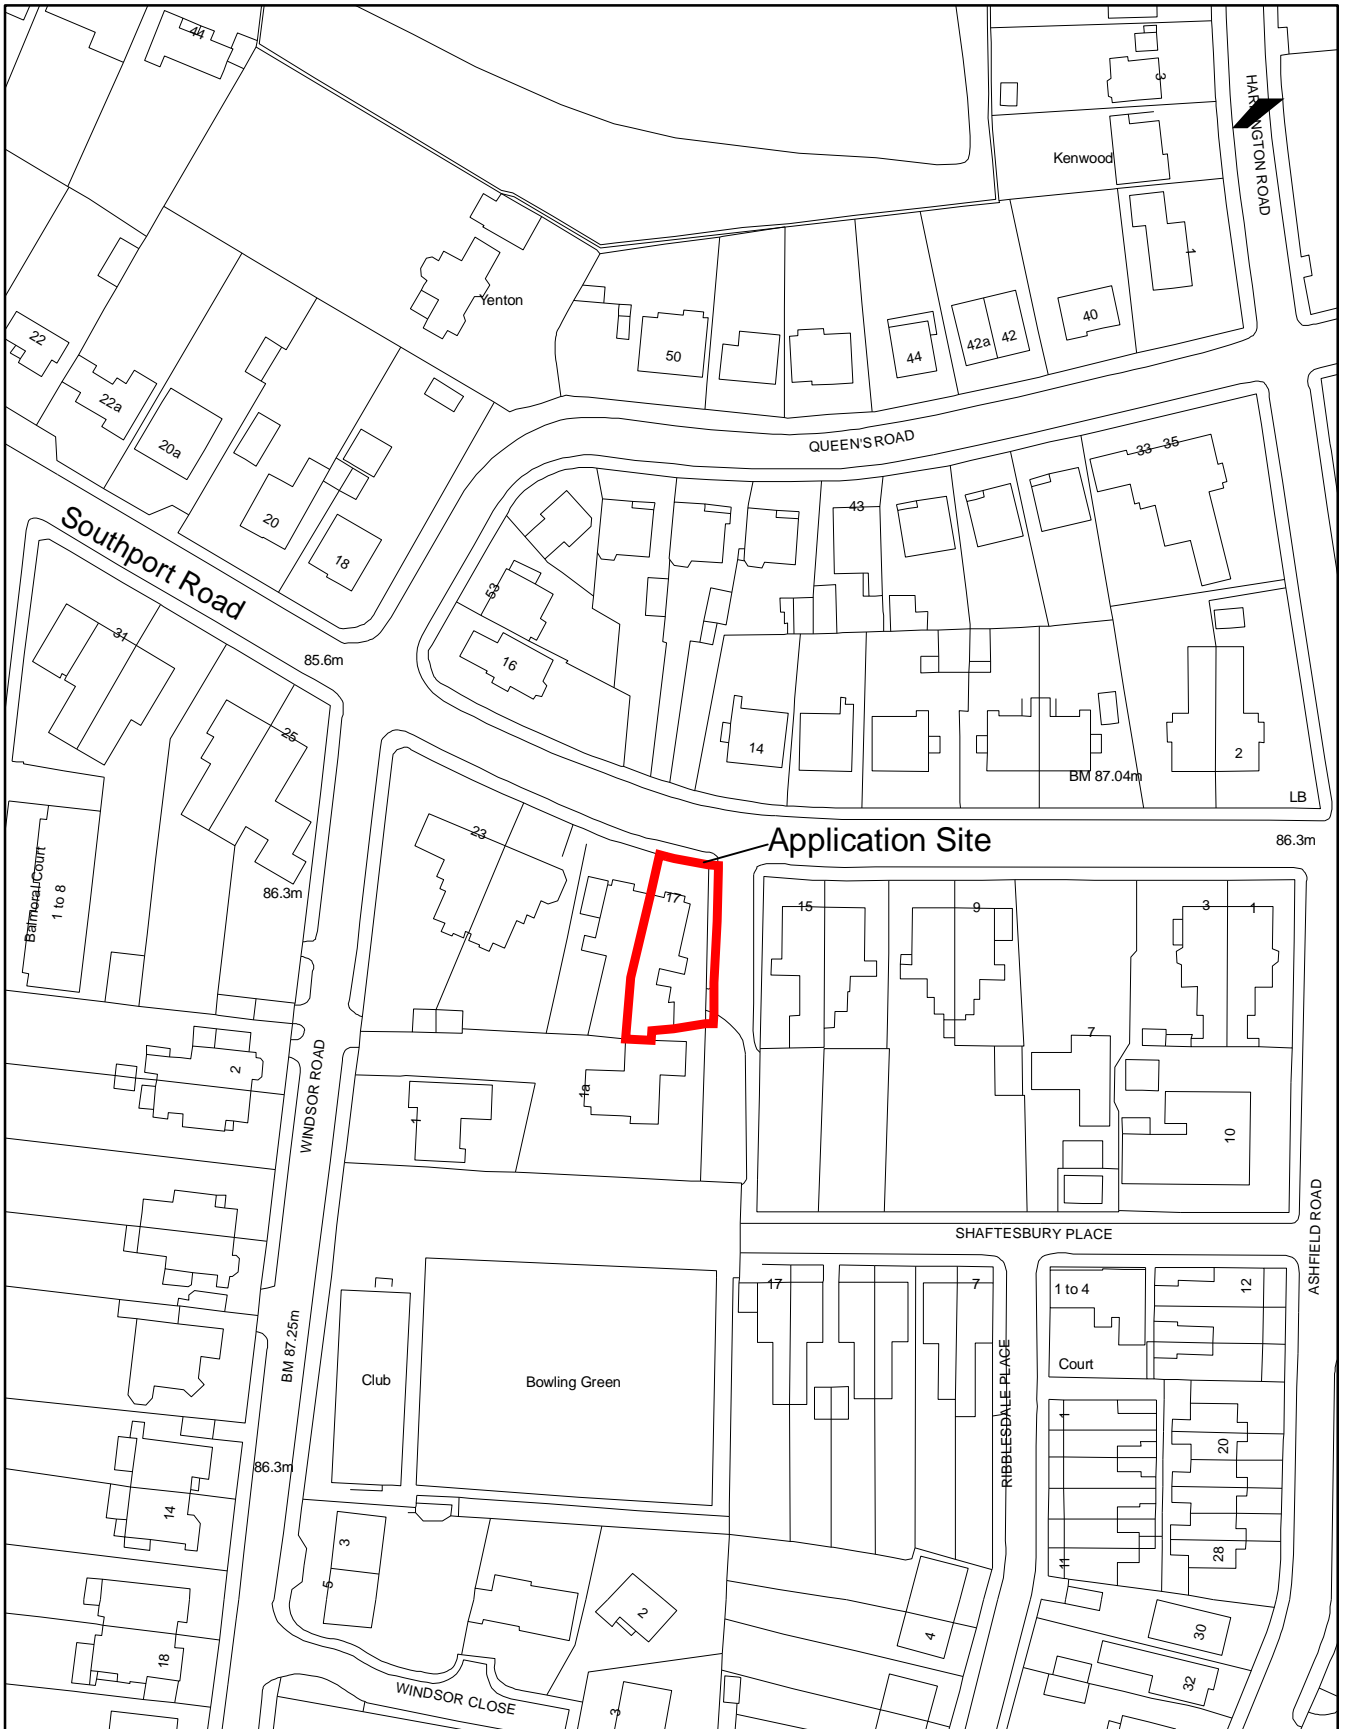 44
3
HARRINGTON ROAD
Kenwood
1
Yenton
40
42a
42
44
50
22
22a
20a
20
18
QUEEN'S ROAD
33
35
43
53
16
Southport Road
85.6m
31
25
14
2
BM 87.04m
LB
86.3m
Application Site
23
17
15
9
3
1
Balmoral Court
1 to 8
86.3m
7
10
2
WINDSOR ROAD
1
1a
SHAFTESBURY PLACE
ASHFIELD ROAD
17
7
1 to 4
12
Court
BM 87.25m
Club
Bowling Green
RIBBLESDALE PLACE
1
20
86.3m
14
11
28
3
5
2
4
30
32
18
WINDSOR CLOSE
3